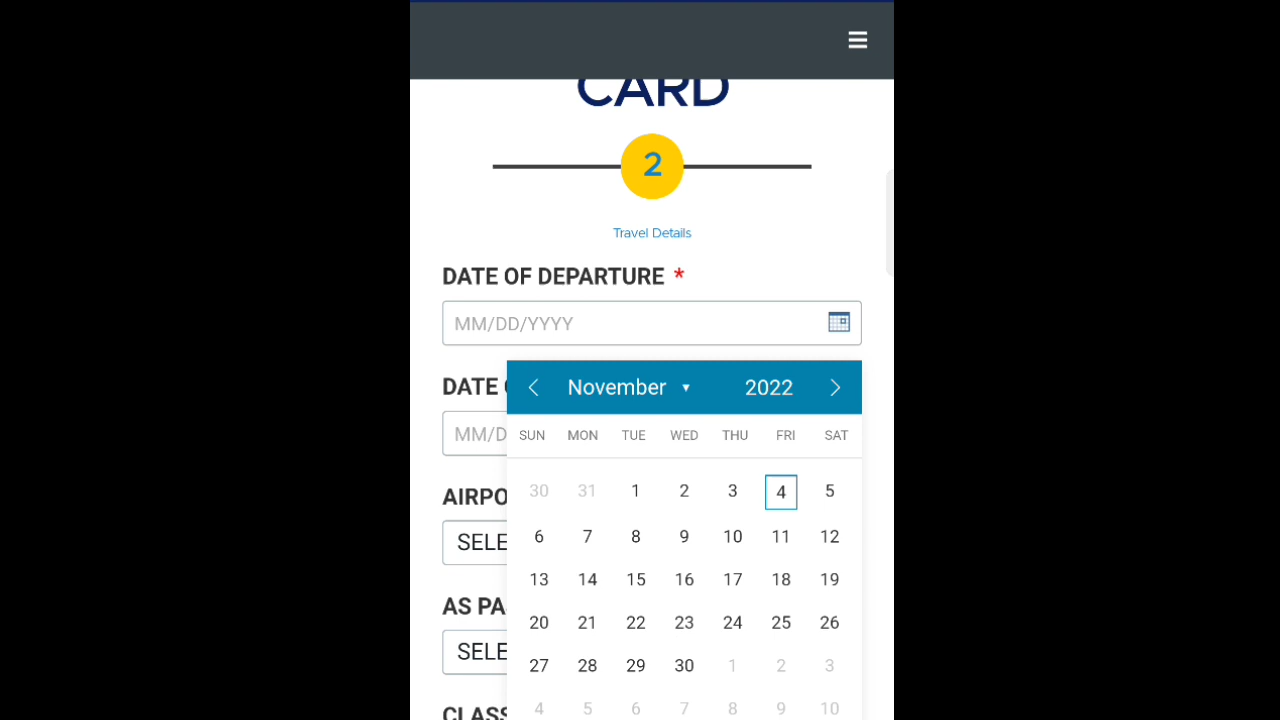 CARD
2
Travel Details
DATE OF DEPARTURE *
MM/DD/YYYY
DATE
November ▾ 2022
MM/D
SUN MON TUE WED THU FRI SAT
30 31 1 2 3 4 5
AIRPO
6 7 8 9 10 11 12
SELE
13 14 15 16 17 18 19
AS PA
20 21 22 23 24 25 26
SELE
27 28 29 30 1 2 3
CLASS
4 5 6 7 8 9 10